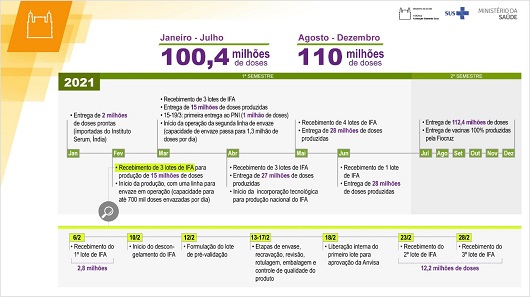 SUS
MINISTÉRIO DA
SAÚDE
Janeiro - Julho
100,4 milhões
de doses
Agosto - Dezembro
110 milhões
de doses
2021
1º SEMESTRE
2º SEMESTRE
• Entrega de 2 milhões
de doses prontas
(importadas do Instituto
Serum, Índia)
• Recebimento de 3 lotes de IFA
• Entrega de 15 milhões de doses produzidas
• 15-19/3: primeira entrega ao PNI (1 milhão de doses)
• Início da operação da segunda linha de envaze
(capacidade de envaze passa para 1,3 milhão de doses
por dia)
• Recebimento de 4 lotes de IFA
• Entrega de 28 milhões de doses
produzidas
• Entrega de 112,4 milhões de doses
• Entrega de vacinas 100% produzidas
pela Fiocruz
Jan
Fev
Mar
Abr
Mai
Jun
Jul
Ago
Set
Out
Nov
Dez
• Recebimento de 3 lotes de IFA para
produção de 15 milhões de doses
• Início da produção, com uma linha para
envaze em operação (capacidade para
até 700 mil doses envazadas por dia)
• Recebimento de 3 lotes de IFA
• Entrega de 27 milhões de doses
produzidas
• Início da incorporação tecnológica
para produção nacional do IFA
• Recebimento de 1 lote
de IFA
• Entrega de 28 milhões
de doses produzidas
6/2
10/2
12/2
13-17/2
18/2
23/2
28/2
• Recebimento do
1º lote de IFA
• Início do descon-
gelamento do IFA
• Formulação do lote
de pré-validação
• Etapas de envase,
recravação, revisão,
rotulagem, embalagem e
controle de qualidade do
produto
• Liberação interna do
primeiro lote para
aprovação da Anvisa
• Recebimento do
2º lote de IFA
• Recebimento do
3º lote de IFA
2,8 milhões
12,2 milhões de doses